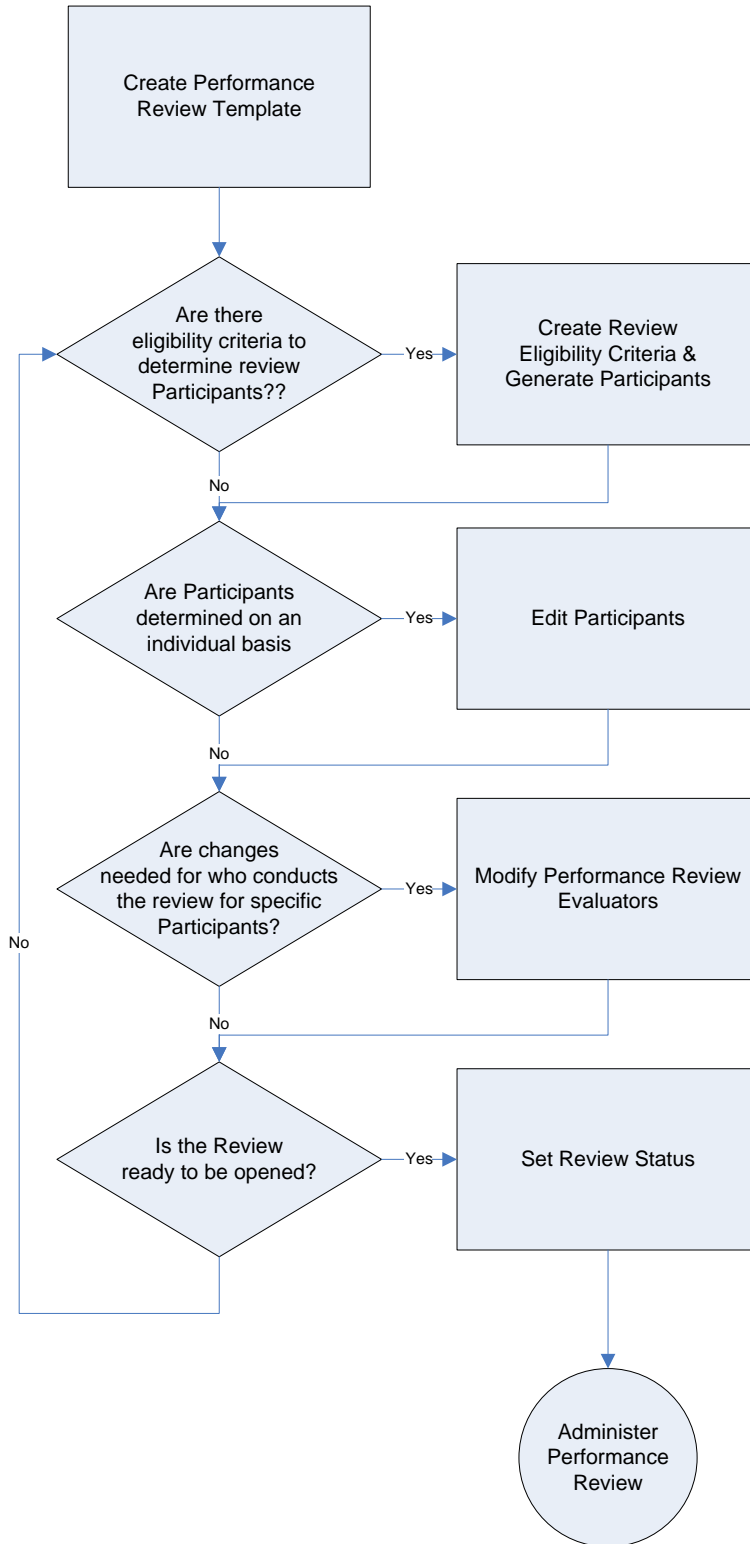 Create Performance
Review Template
Are there
eligibility criteria to
determine review
Participants??
Yes
Create Review
Eligibility Criteria &
Generate Participants
No
Are Participants
determined on an
individual basis
Yes
Edit Participants
No
Are changes
needed for who conducts
the review for specific
Participants?
Yes
Modify Performance Review
Evaluators
No
No
Is the Review
ready to be opened?
Yes
Set Review Status
Administer
Performance
Review